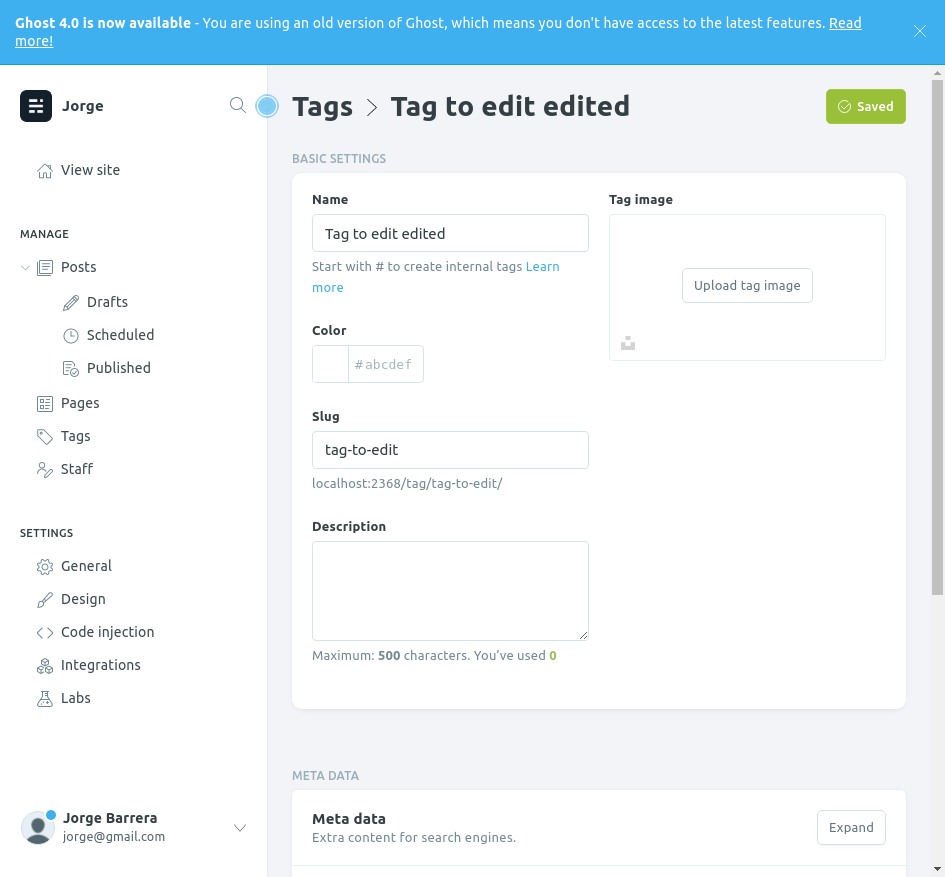 Ghost 4.0 is now available - You are using an old version of Ghost, which means you don't have access to the latest features. Read
more!
Jorge
View site
MANAGE
Posts
Drafts
Scheduled
Published
Pages
Tags
Staff
SETTINGS
General
Design
Code injection
Integrations
Labs
Jorge Barrera
jorge@gmail.com
Tags > Tag to edit edited
Saved
BASIC SETTINGS
Name
Tag to edit edited
Start with # to create internal tags Learn
more
Color
#abcdef
Slug
tag-to-edit
localhost:2368/tag/tag-to-edit/
Description
Maximum: 500 characters. You’ve used 0
Tag image
Upload tag image
META DATA
Meta data
Extra content for search engines.
Expand